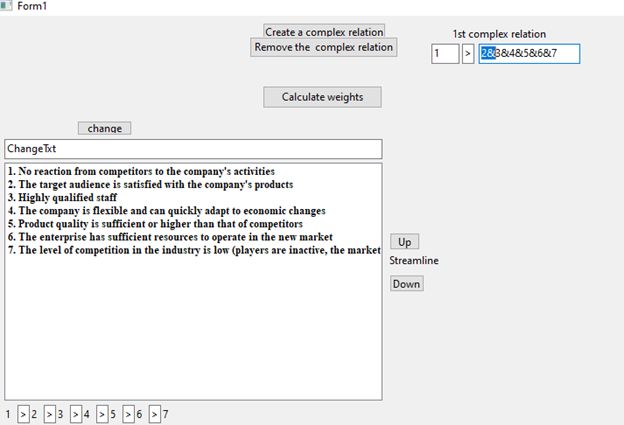 Form1
Create a complex relation
Remove the  complex relation
1st complex relation
1 > 2&3&4&5&6&7
Calculate weights
change
ChangeTxt
1. No reaction from competitors to the company's activities
2. The target audience is satisfied with the company's products
3. Highly qualified staff
4. The company is flexible and can quickly adapt to economic changes
5. Product quality is sufficient or higher than that of competitors
6. The enterprise has sufficient resources to operate in the new market
7. The level of competition in the industry is low (players are inactive, the market
Up
Streamline
Down
1 > 2 > 3 > 4 > 5 > 6 > 7